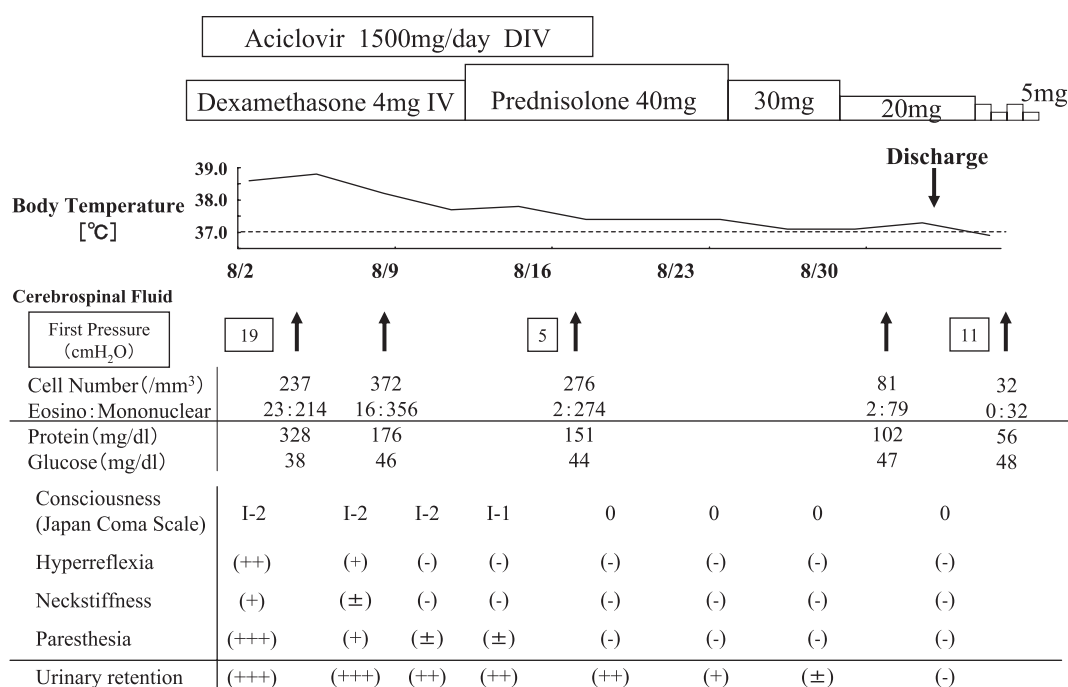 Aciclovir 1500mg/day DIV
Dexamethasone 4mg IV Prednisolone 40mg 30mg 20mg 5mg
Discharge
Body Temperature
[℃]
39.0
38.0
37.0
8/2 8/9 8/16 8/23 8/30
Cerebrospinal Fluid
First Pressure
(cmH₂O)
19 5 11
Cell Number(/mm³) 237 372 276 81 32
Eosino:Mononuclear 23:214 16:356 2:274 2:79 0:32
Protein(mg/dl) 328 176 151 102 56
Glucose(mg/dl) 38 46 44 47 48
Consciousness
(Japan Coma Scale) I-2 I-2 I-2 I-1 0 0 0 0
Hyperreflexia (++) (+) (-) (-) (-) (-) (-) (-)
Neckstiffness (+) (±) (-) (-) (-) (-) (-) (-)
Paresthesia (+++) (+) (±) (±) (-) (-) (-) (-)
Urinary retention (+++) (+++) (++) (++) (++) (+) (±) (-)